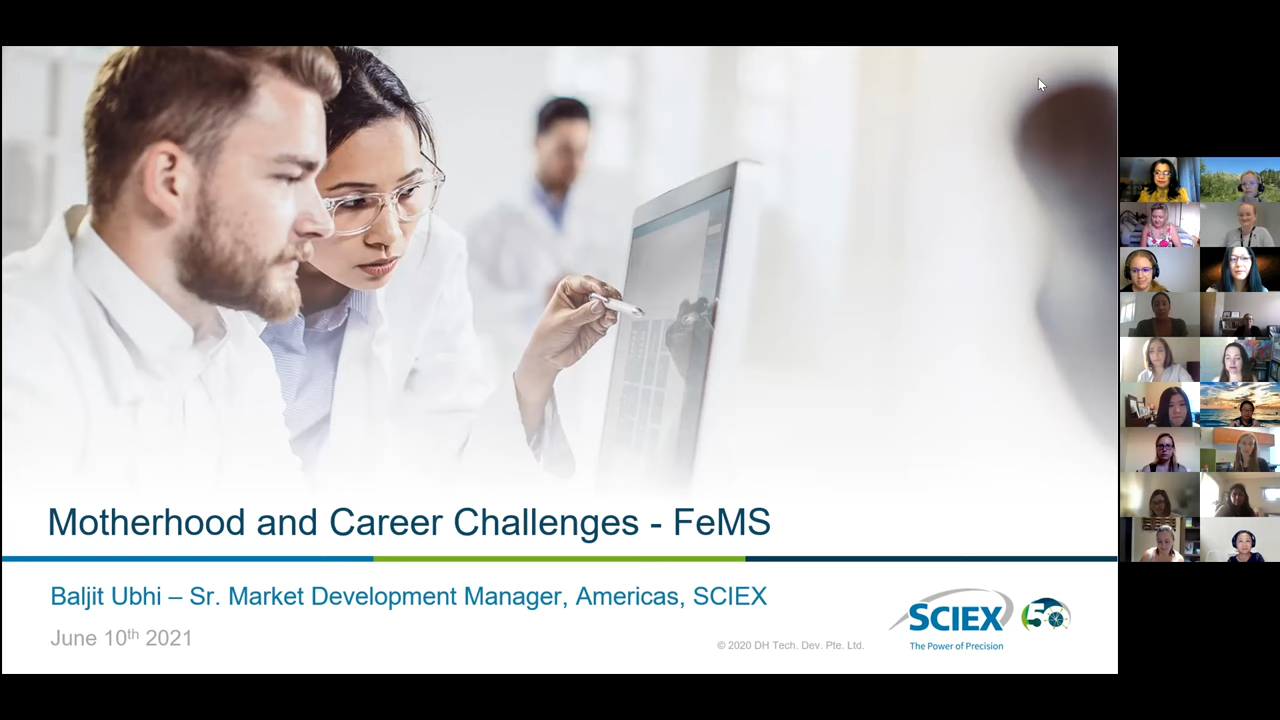 Motherhood and Career Challenges - FeMS
Baljit Ubhi – Sr. Market Development Manager, Americas, SCIEX
June 10th 2021
© 2020 DH Tech. Dev. Pte. Ltd.
SCIEX 50
The Power of Precision